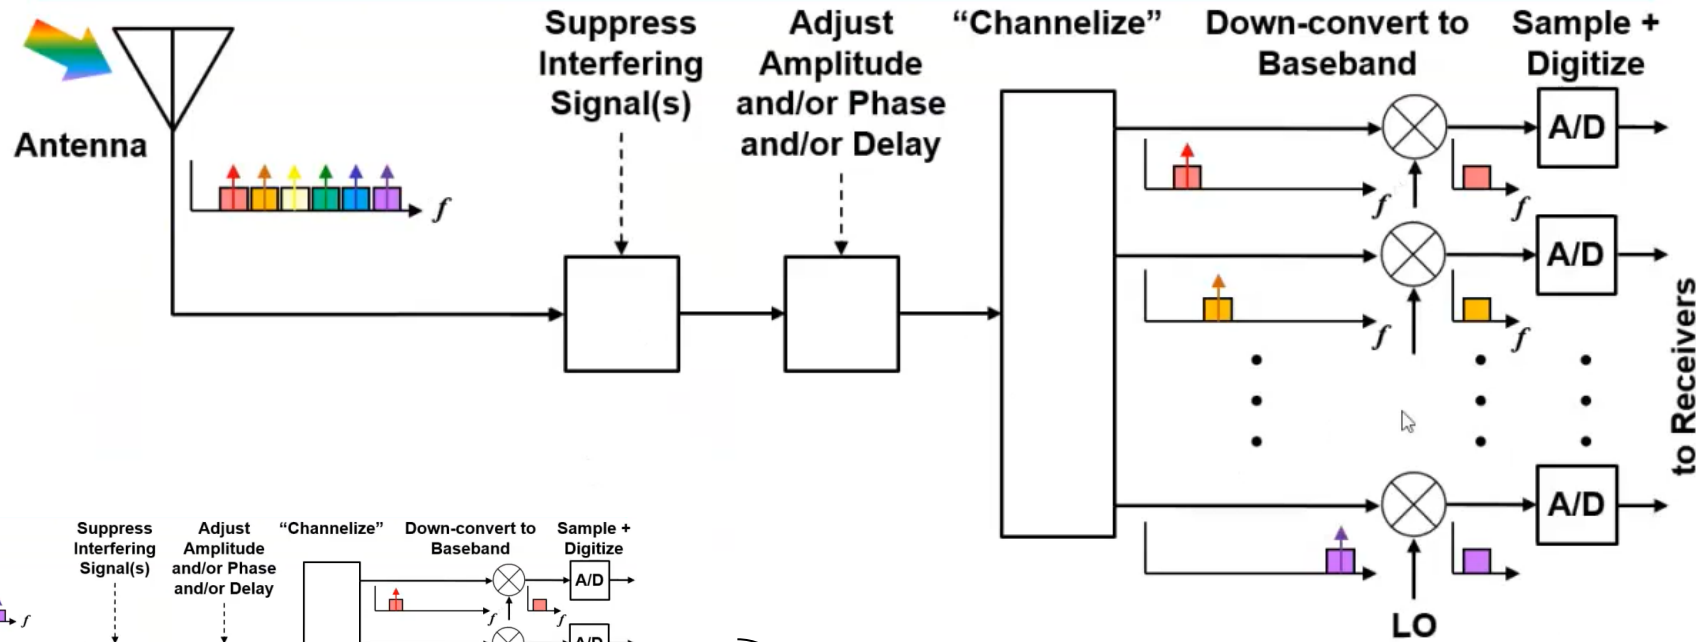 Suppress
Interfering
Signal(s)
Adjust
Amplitude
and/or Phase
and/or Delay
“Channelize”
Down-convert to
Baseband
Sample +
Digitize
Antenna
f
A/D
f
f
A/D
f
f
to Receivers
A/D
LO
Suppress
Interfering
Signal(s)
Adjust
Amplitude
and/or Phase
and/or Delay
“Channelize”
Down-convert to
Baseband
Sample +
Digitize
A/D
f
f
f
A/D